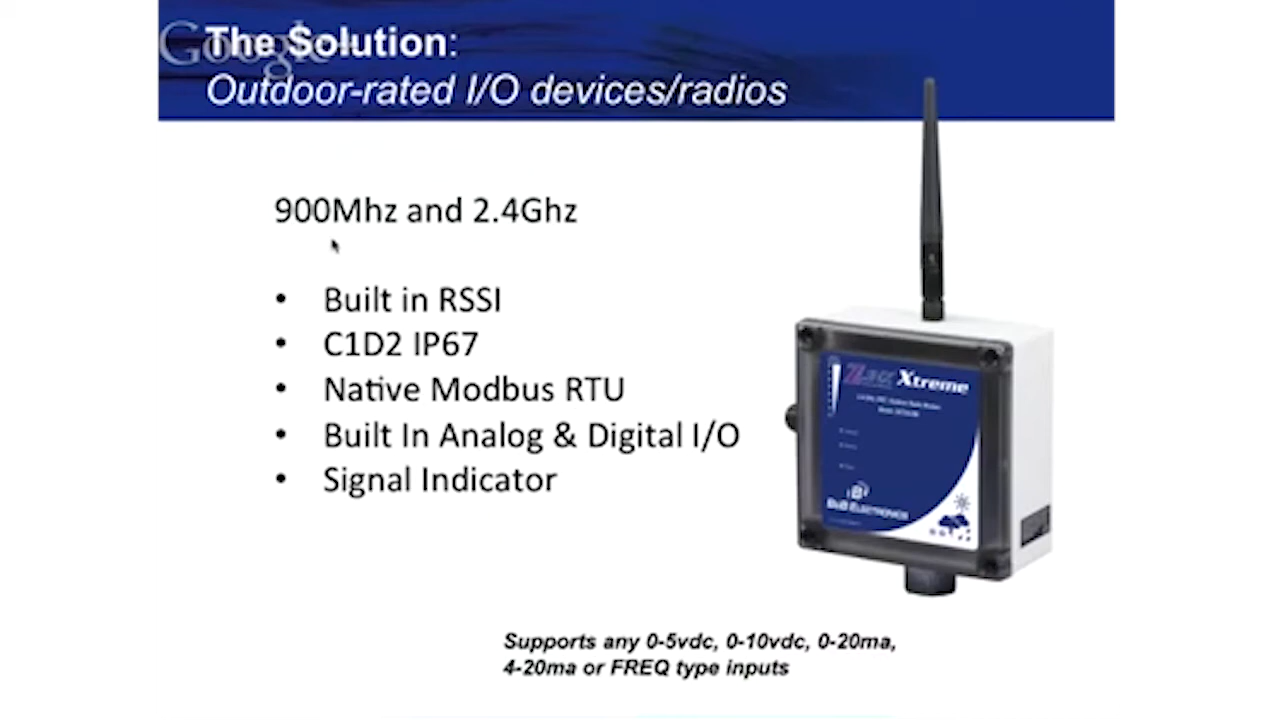 Google+
The Solution:
Outdoor-rated I/O devices/radios
900Mhz and 2.4Ghz
• Built in RSSI
• C1D2 IP67
• Native Modbus RTU
• Built In Analog & Digital I/O
• Signal Indicator
Xtreme
B&B ELECTRONICS
Supports any 0-5vdc, 0-10vdc, 0-20ma,
4-20ma or FREQ type inputs